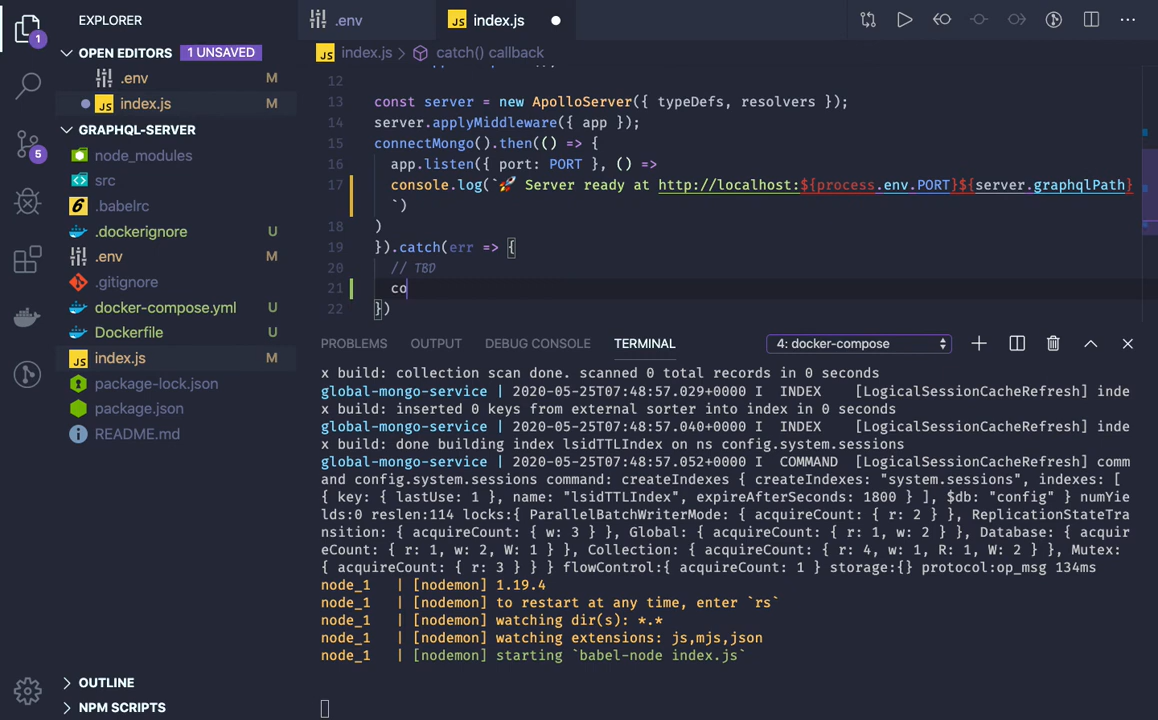 EXPLORER
OPEN EDITORS 1 UNSAVED
.env M
JS index.js M
GRAPHQL-SERVER
node_modules
src
6 .babelrc
.dockerignore U
.env M
.gitignore
docker-compose.yml U
Dockerfile U
JS index.js M
package-lock.json
package.json
README.md
OUTLINE
NPM SCRIPTS
1
5
.env
JS index.js
JS index.js > catch() callback
12
13 const server = new ApolloServer({ typeDefs, resolvers });
14 server.applyMiddleware({ app });
15 connectMongo().then(() => {
16 app.listen({ port: PORT }, () =>
17 console.log(`🚀 Server ready at http://localhost:${process.env.PORT}${server.graphqlPath}
`)
18 )
19 }).catch(err => {
20 // TBD
21 co
22 })
PROBLEMS OUTPUT DEBUG CONSOLE TERMINAL 4: docker-compose
x build: collection scan done. scanned 0 total records in 0 seconds
global-mongo-service | 2020-05-25T07:48:57.029+0000 I INDEX [LogicalSessionCacheRefresh] inde
x build: inserted 0 keys from external sorter into index in 0 seconds
global-mongo-service | 2020-05-25T07:48:57.040+0000 I INDEX [LogicalSessionCacheRefresh] inde
x build: done building index lsidTTLIndex on ns config.system.sessions
global-mongo-service | 2020-05-25T07:48:57.052+0000 I COMMAND [LogicalSessionCacheRefresh] comm
and config.system.sessions command: createIndexes { createIndexes: "system.sessions", indexes: [
{ key: { lastUse: 1 }, name: "lsidTTLIndex", expireAfterSeconds: 1800 } ], $db: "config" } numYie
lds:0 reslen:114 locks:{ ParallelBatchWriterMode: { acquireCount: { r: 2 } }, ReplicationStateTra
nsition: { acquireCount: { w: 3 } }, Global: { acquireCount: { r: 1, w: 2 } }, Database: { acquir
eCount: { r: 1, w: 2, W: 1 } }, Collection: { acquireCount: { r: 4, w: 1, R: 1, W: 2 } }, Mutex:
{ acquireCount: { r: 3 } } } flowControl:{ acquireCount: 1 } storage:{} protocol:op_msg 134ms
node_1 | [nodemon] 1.19.4
node_1 | [nodemon] to restart at any time, enter `rs`
node_1 | [nodemon] watching dir(s): *.*
node_1 | [nodemon] watching extensions: js,mjs,json
node_1 | [nodemon] starting `babel-node index.js`